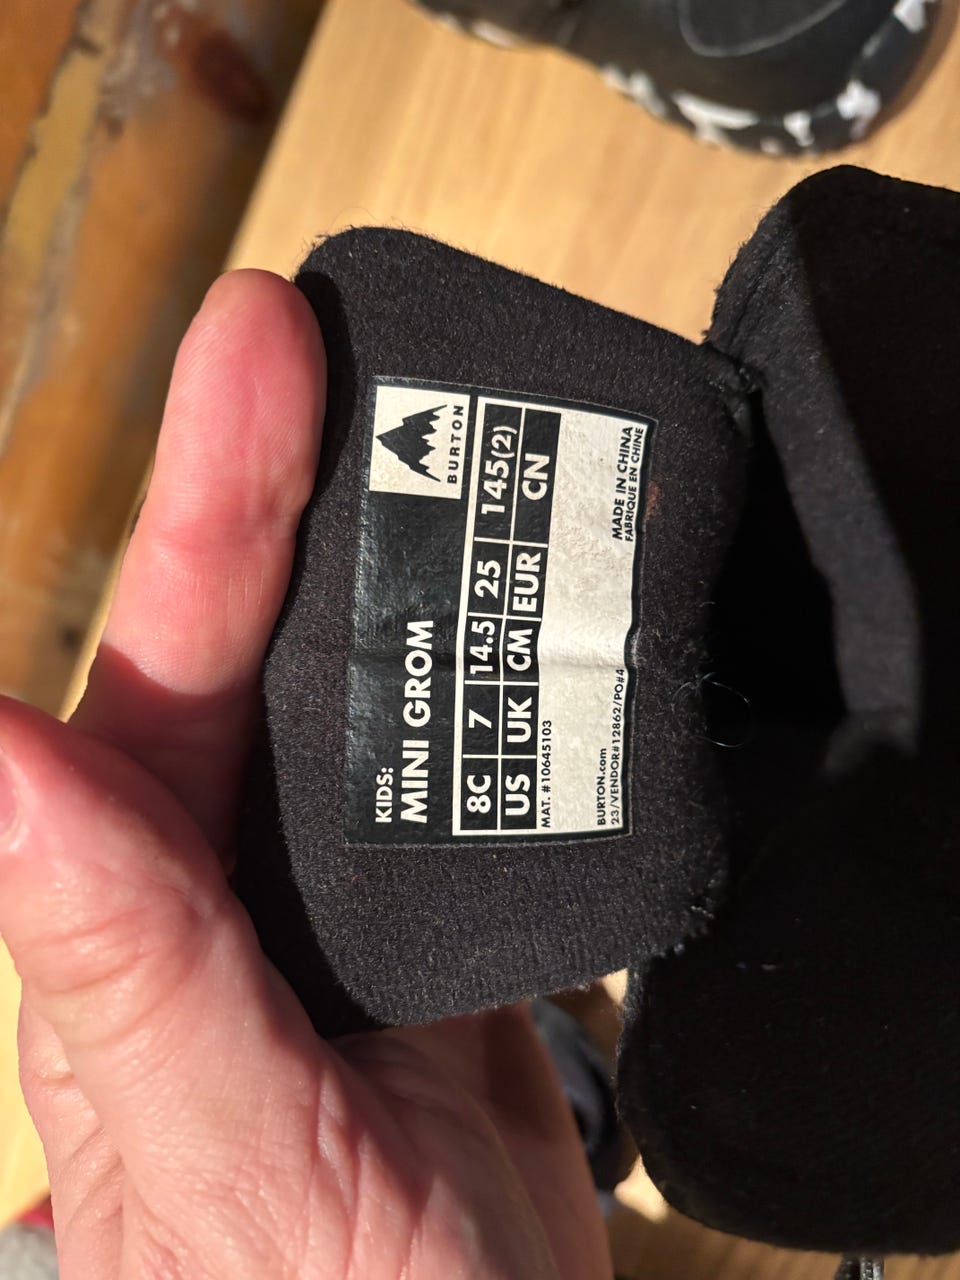 BURTON
KIDS:
MINI GROM
8C 7 14.5 25 145(2)
US UK CM EUR CN
MAT. #10645103
BURTON.com
23/VENDOR#12862/PO#4
MADE IN CHINA
FABRIQUE EN CHINE